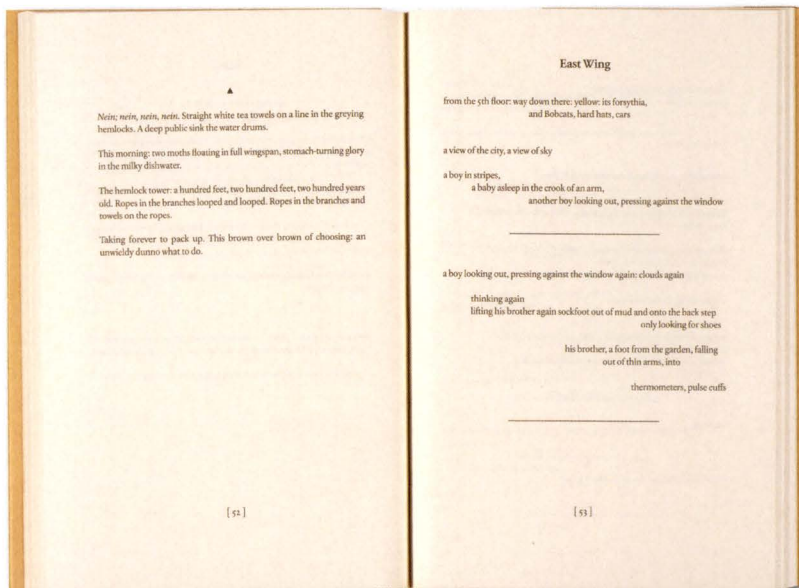 ▲
Nein; nein, nein, nein. Straight white tea towels on a line in the greying
hemlocks. A deep public sink the water drums.
This morning: two moths floating in full wingspan, stomach-turning glory
in the milky dishwater.
The hemlock tower: a hundred feet, two hundred feet, two hundred years
old. Ropes in the branches looped and looped. Ropes in the branches and
towels on the ropes.
Taking forever to pack up. This brown over brown of choosing: an
unwieldy dunno what to do.
[ 52 ]
East Wing
from the 5th floor: way down there: yellow: its forsythia,
and Bobcats, hard hats, cars
a view of the city, a view of sky
a boy in stripes,
a baby asleep in the crook of an arm,
another boy looking out, pressing against the window
a boy looking out, pressing against the window again: clouds again
thinking again
lifting his brother again sockfoot out of mud and onto the back step
only looking for shoes
his brother, a foot from the garden, falling
out of thin arms, into
thermometers, pulse cuffs
[ 53 ]